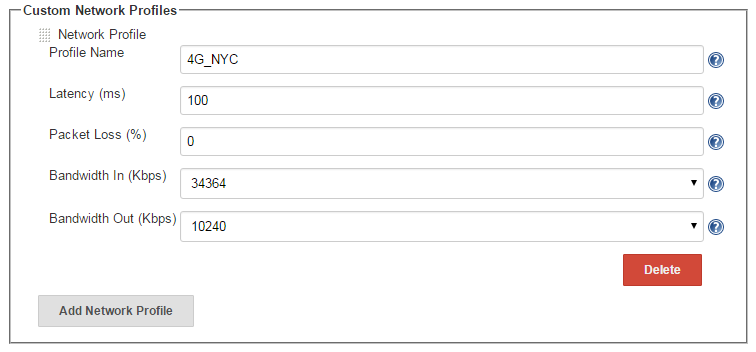 Custom Network Profiles
Network Profile
Profile Name
4G_NYC
?
Latency (ms)
100
?
Packet Loss (%)
0
?
Bandwidth In (Kbps)
34364
?
Bandwidth Out (Kbps)
10240
?
Delete
Add Network Profile